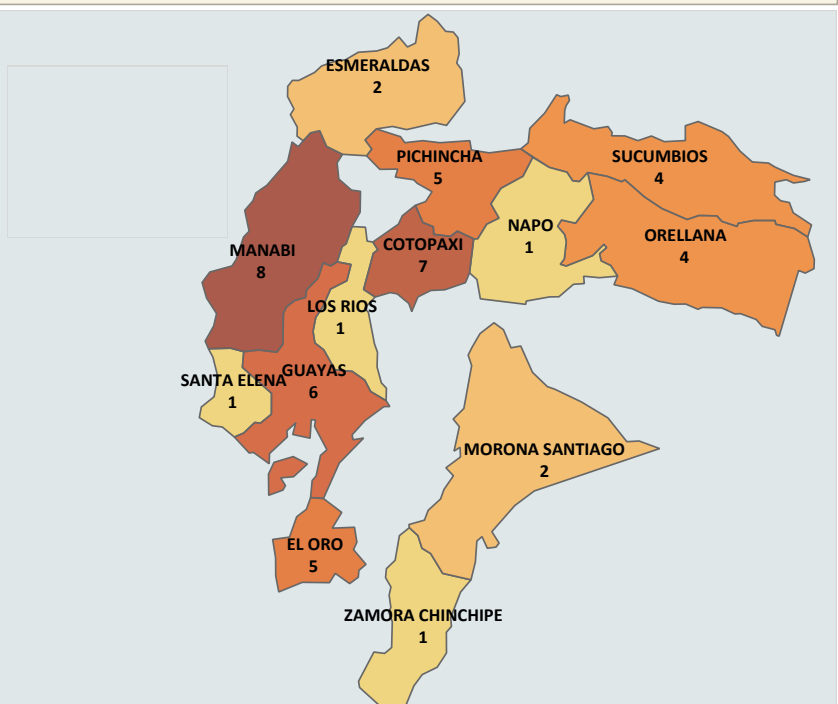 ESMERALDAS
2
PICHINCHA
5
SUCUMBIOS
4
NAPO
1
ORELLANA
4
MANABI
8
COTOPAXI
7
LOS RIOS
1
GUAYAS
6
SANTA ELENA
1
MORONA SANTIAGO
2
EL ORO
5
ZAMORA CHINCHIPE
1